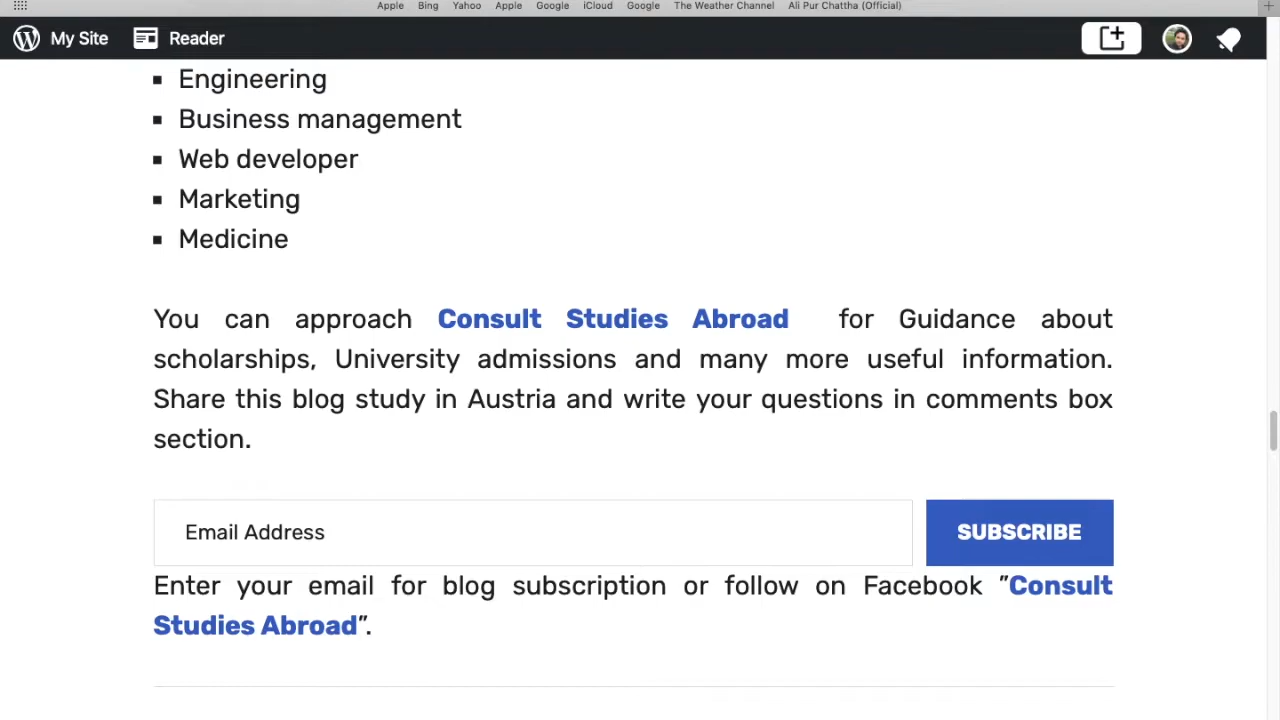 Apple Bing Yahoo Apple Google iCloud Google The Weather Channel Ali Pur Chattha (Official)
My Site Reader
Engineering
Business management
Web developer
Marketing
Medicine
You can approach Consult Studies Abroad for Guidance about
scholarships, University admissions and many more useful information.
Share this blog study in Austria and write your questions in comments box
section.
Email Address SUBSCRIBE
Enter your email for blog subscription or follow on Facebook ”Consult
Studies Abroad”.